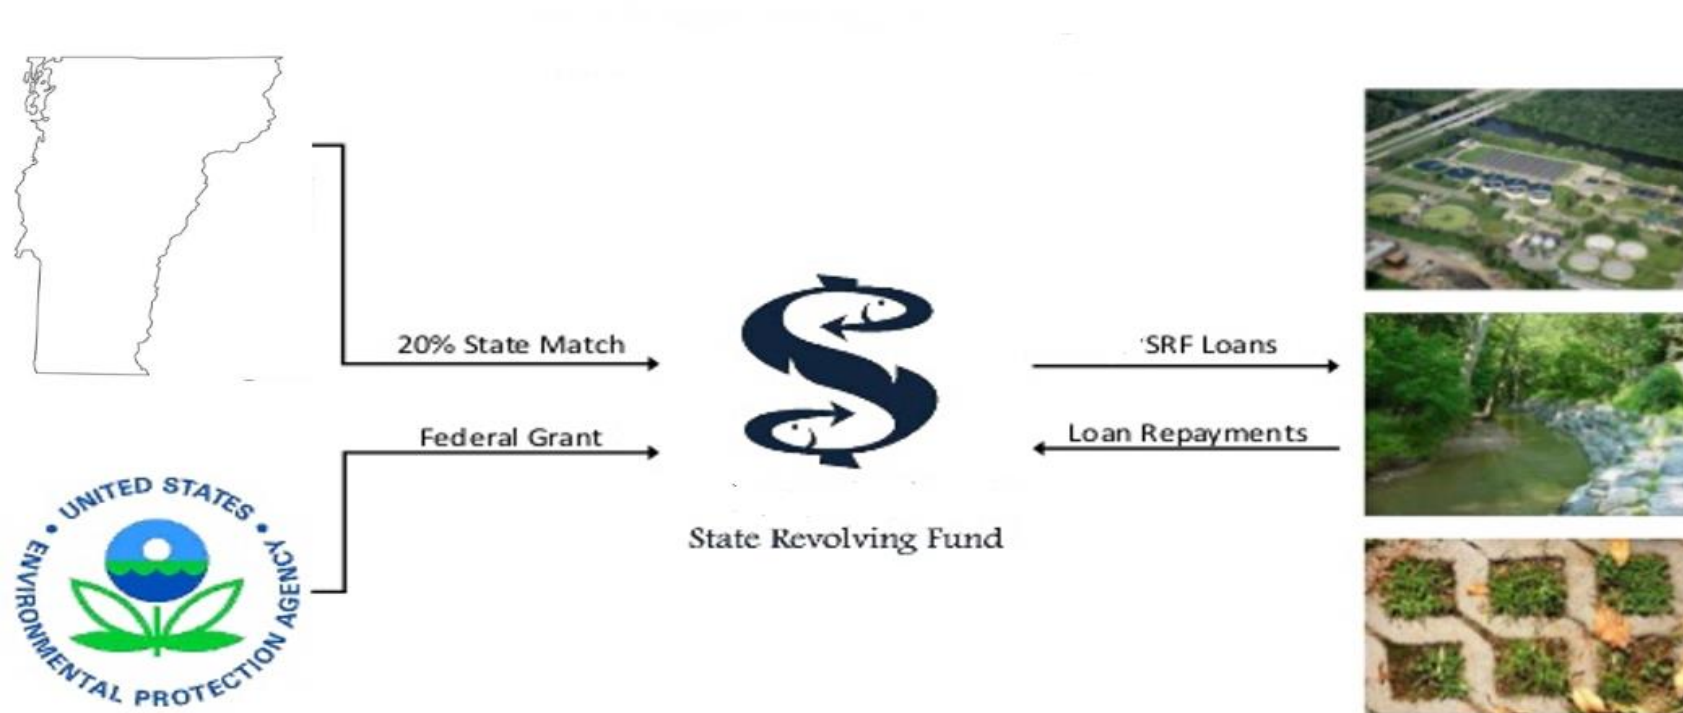 20% State Match
Federal Grant
UNITED STATES
ENVIRONMENTAL PROTECTION AGENCY
State Revolving Fund
SRF Loans
Loan Repayments